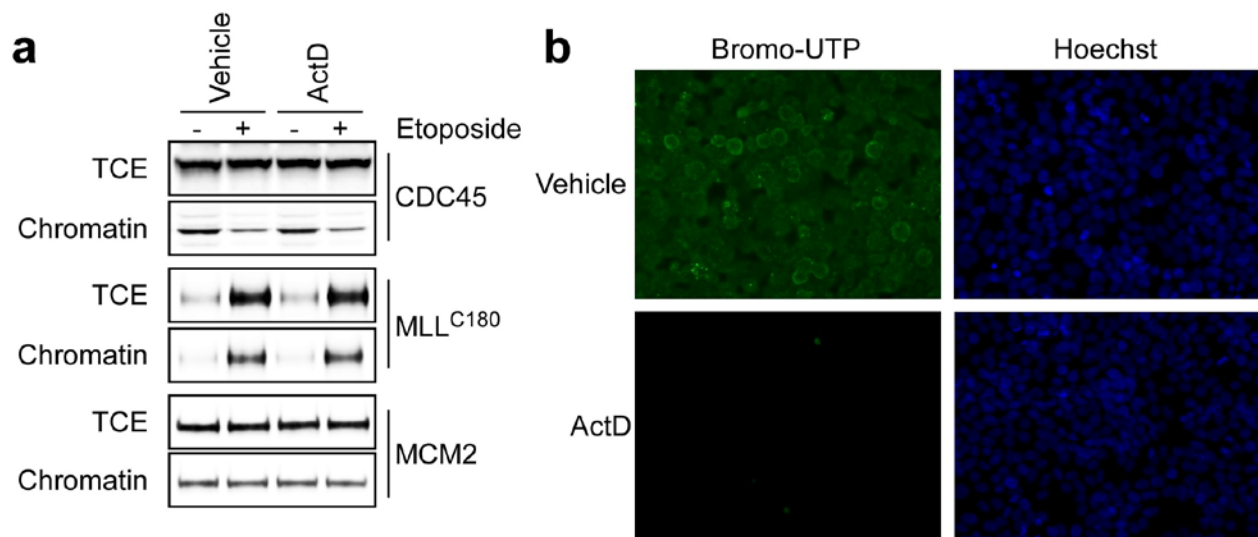 a
Vehicle
ActD
- + - + Etoposide
TCE
CDC45
Chromatin
TCE
MLL^C180
Chromatin
TCE
MCM2
Chromatin
b
Bromo-UTP
Hoechst
Vehicle
ActD